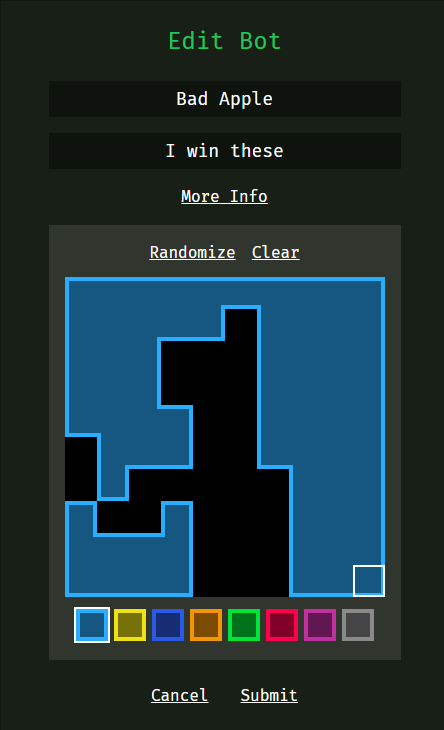 Edit Bot
Bad Apple
I win these
More Info
Randomize Clear
Cancel Submit